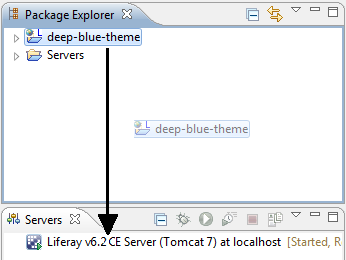 Package Explorer
deep-blue-theme
Servers
deep-blue-theme
Servers
Liferay v6.2 CE Server (Tomcat 7) at localhost [Started, R